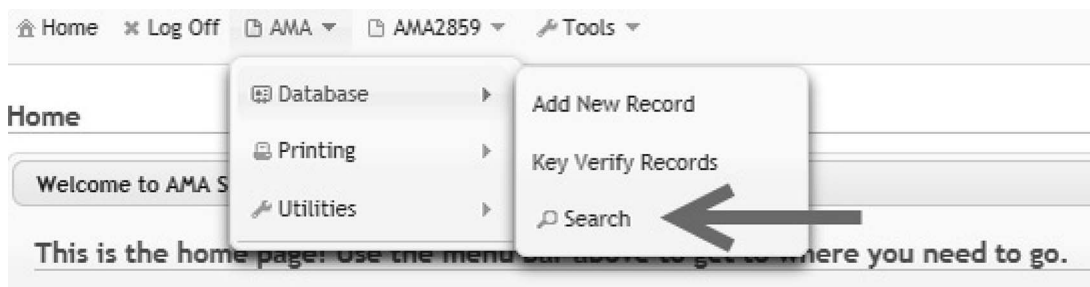 Home Log Off AMA AMA2859 Tools
Database
Printing
Utilities
Add New Record
Key Verify Records
Search
Home
Welcome to AMA S
This is the home page! Use the menu bar above to get to where you need to go.